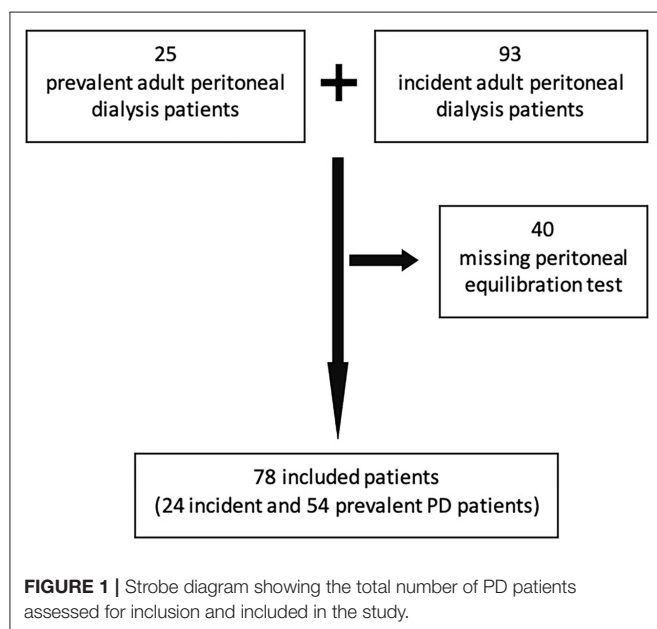 25
prevalent adult peritoneal
dialysis patients
+
93
incident adult peritoneal
dialysis patients
40
missing peritoneal
equilibration test
78 included patients
(24 incident and 54 prevalent PD patients)
FIGURE 1 | Strobe diagram showing the total number of PD patients
assessed for inclusion and included in the study.